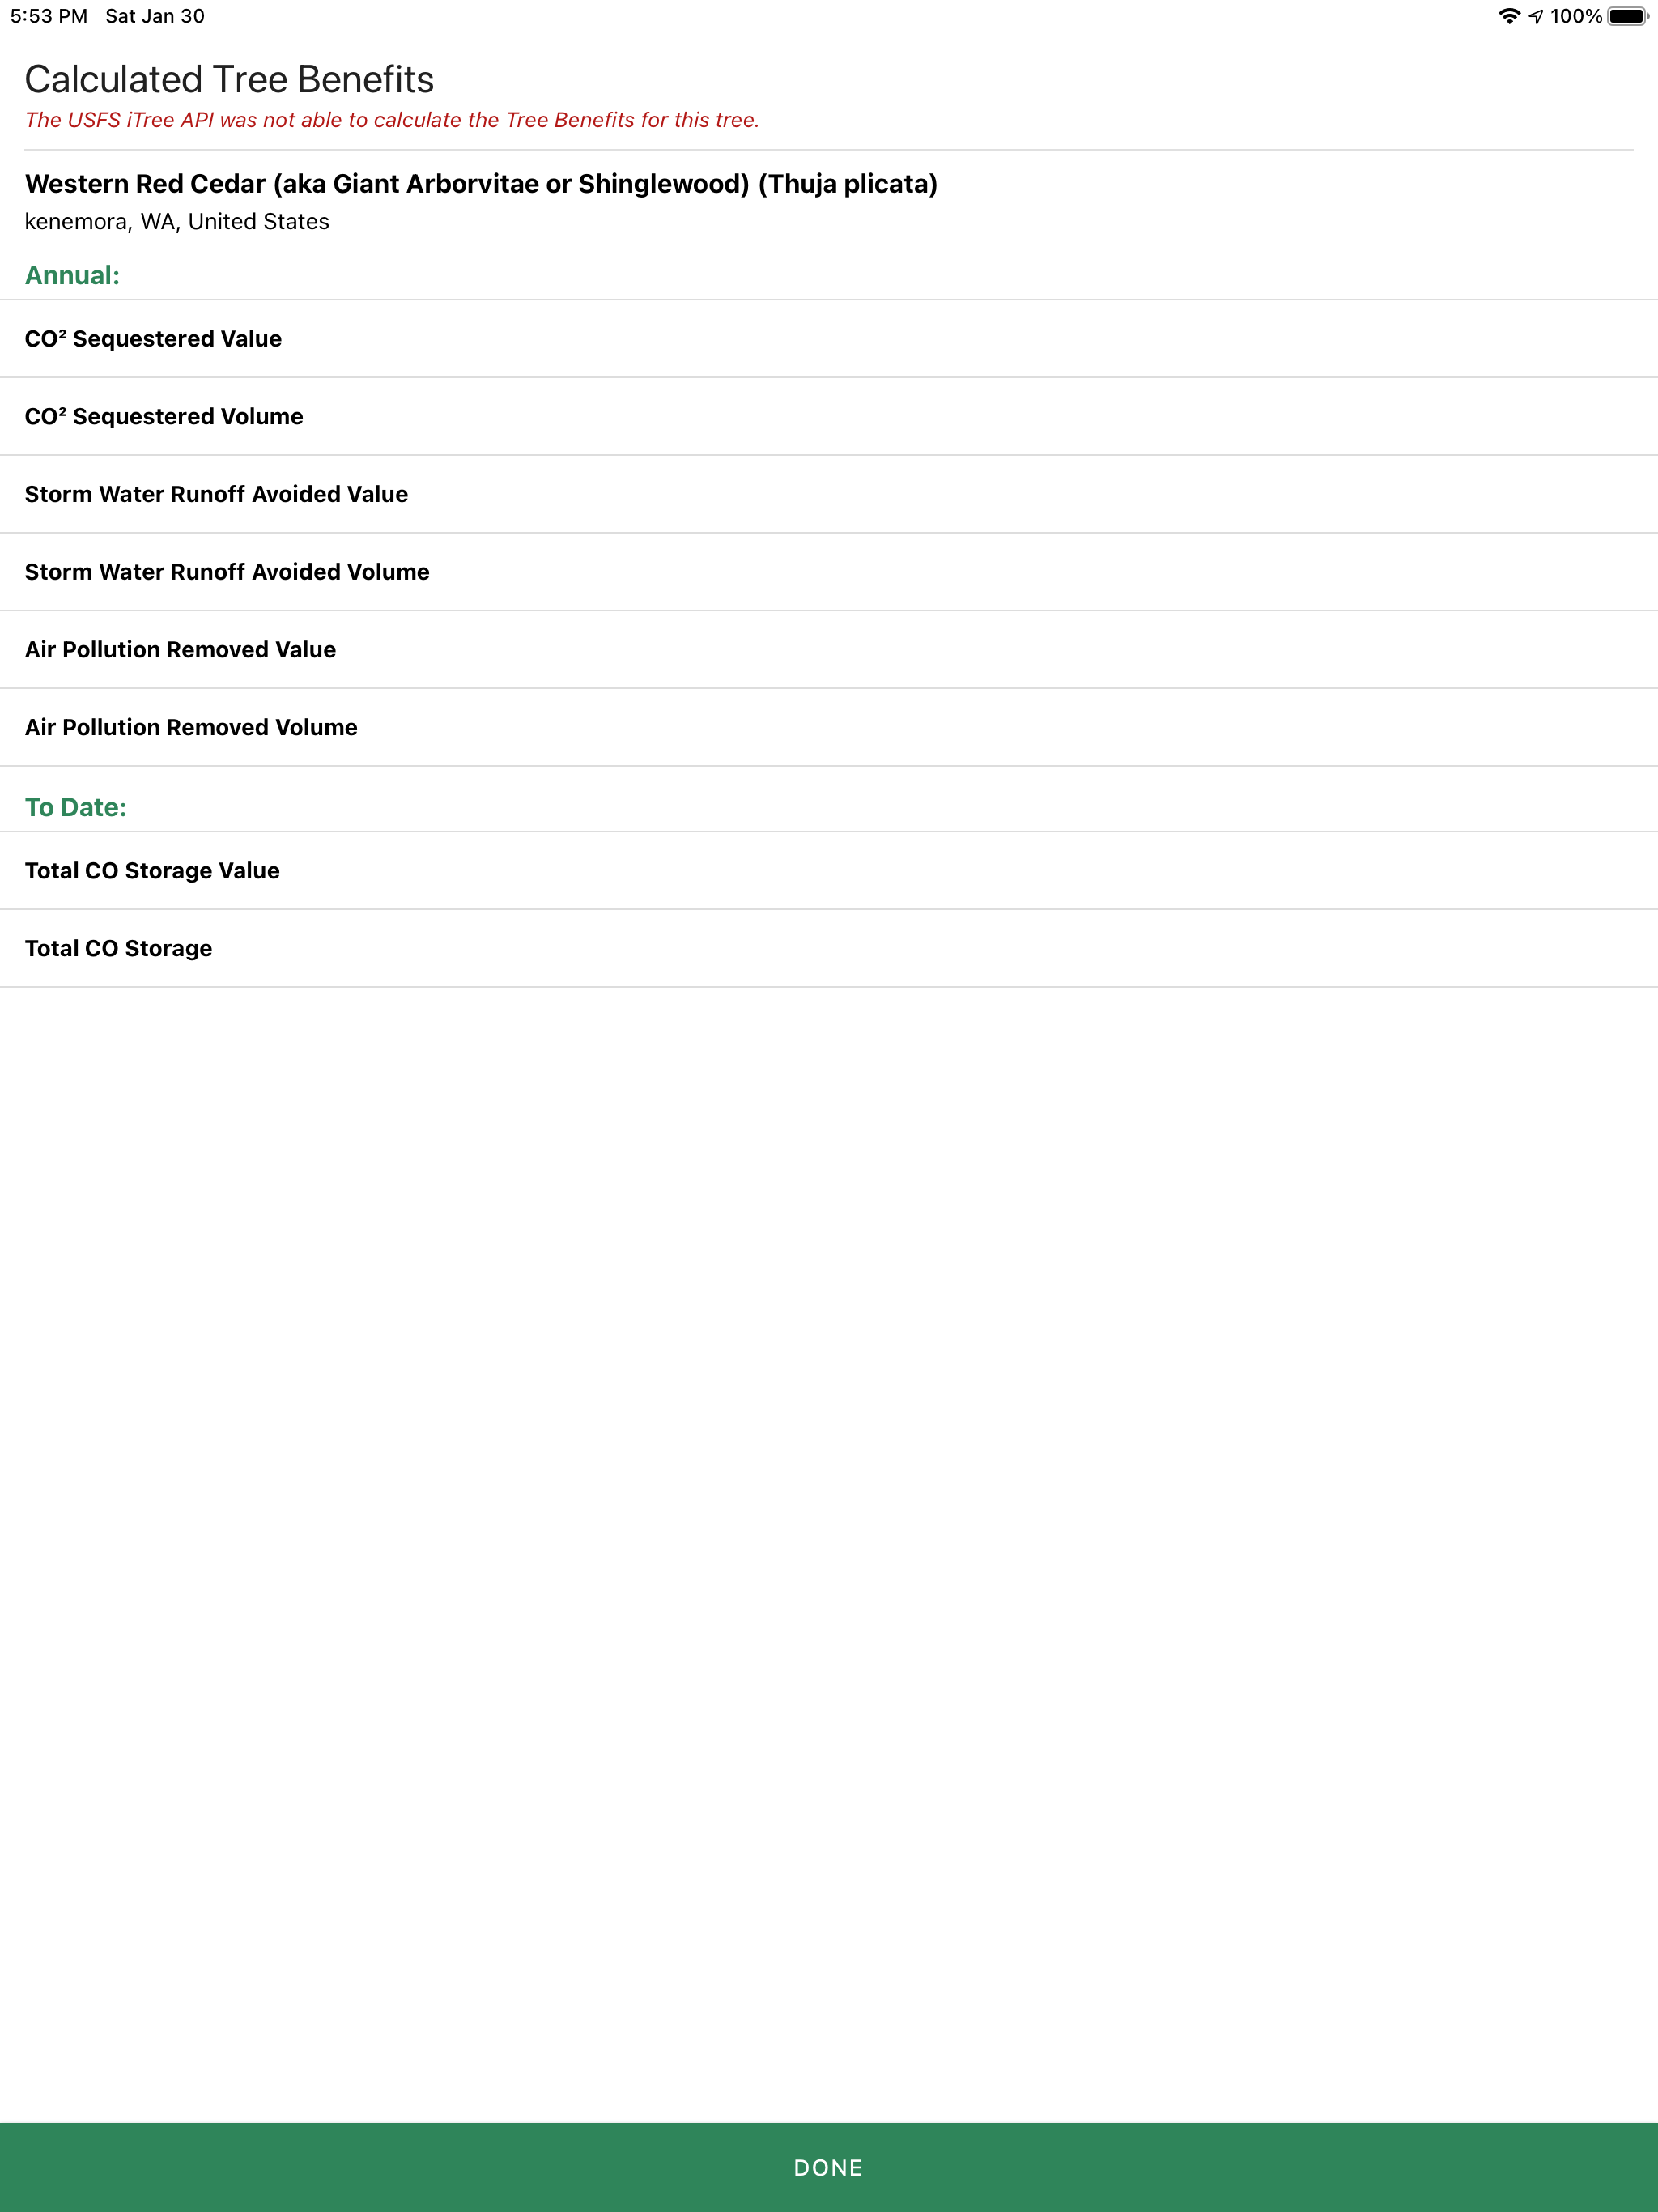 5:53 PM Sat Jan 30 100%
Calculated Tree Benefits
The USFS iTree API was not able to calculate the Tree Benefits for this tree.
Western Red Cedar (aka Giant Arborvitae or Shinglewood) (Thuja plicata)
kenemora, WA, United States
Annual:
CO² Sequestered Value
CO² Sequestered Volume
Storm Water Runoff Avoided Value
Storm Water Runoff Avoided Volume
Air Pollution Removed Value
Air Pollution Removed Volume
To Date:
Total CO Storage Value
Total CO Storage
DONE